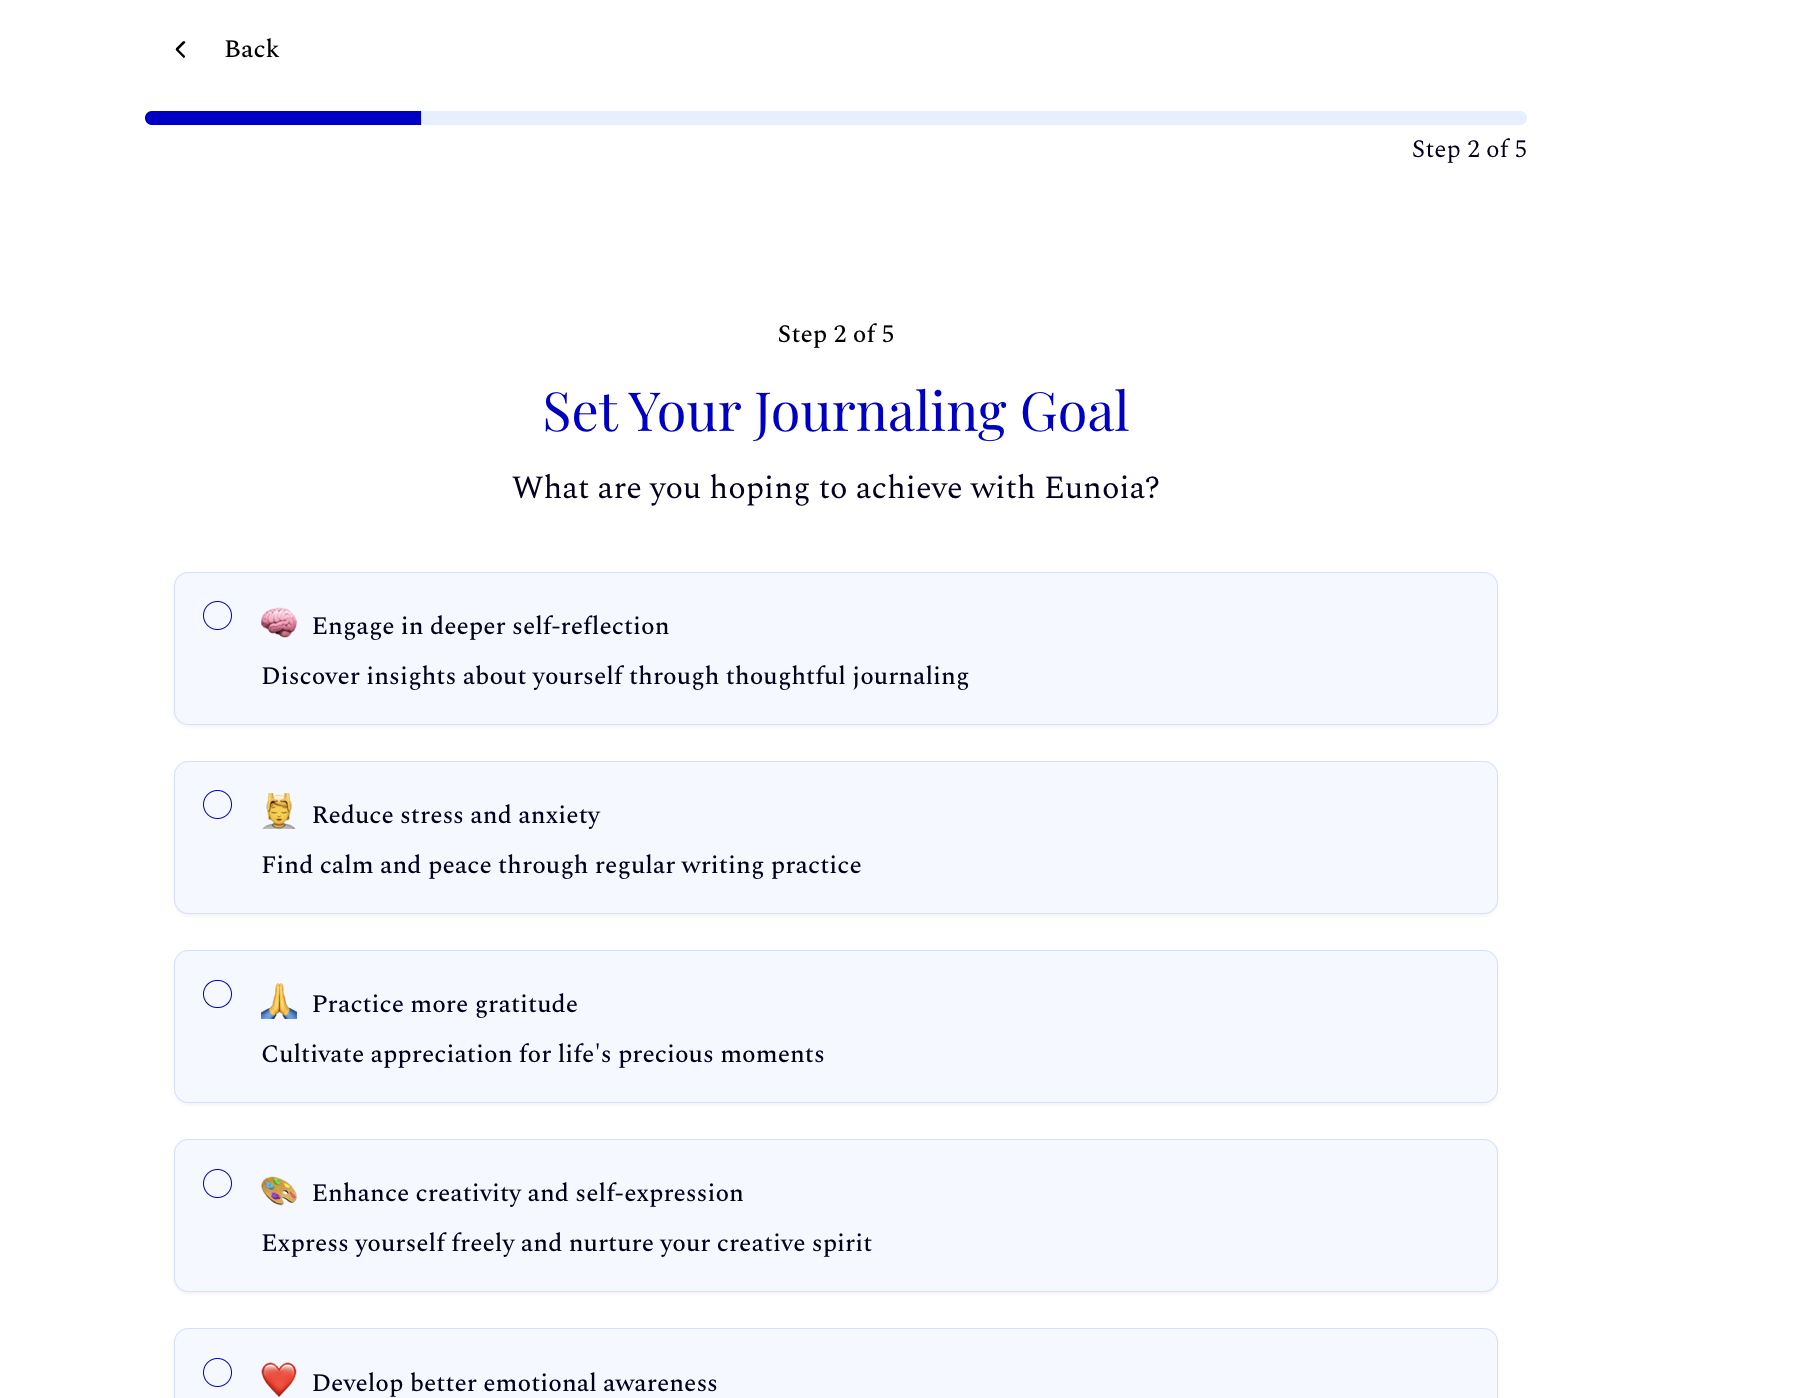 Back
Step 2 of 5
Step 2 of 5
Set Your Journaling Goal
What are you hoping to achieve with Eunoia?
Engage in deeper self-reflection
Discover insights about yourself through thoughtful journaling
Reduce stress and anxiety
Find calm and peace through regular writing practice
Practice more gratitude
Cultivate appreciation for life's precious moments
Enhance creativity and self-expression
Express yourself freely and nurture your creative spirit
Develop better emotional awareness